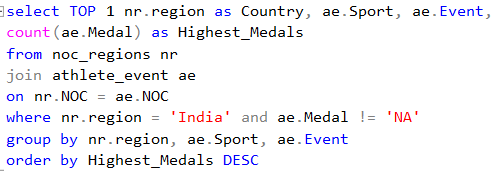 select TOP 1 nr.region as Country, ae.Sport, ae.Event,
count(ae.Medal) as Highest_Medals
from noc_regions nr
join athlete_event ae
on nr.NOC = ae.NOC
where nr.region = 'India' and ae.Medal != 'NA'
group by nr.region, ae.Sport, ae.Event
order by Highest_Medals DESC